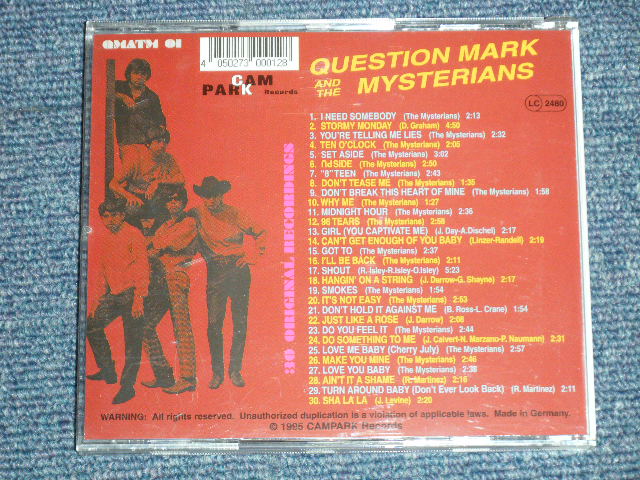 QMATM 01
4 050273 000128
CAM
PARK Records
QUESTION MARK
AND THE MYSTERIANS
LC 2480
30 ORIGINAL RECORDINGS
1. I NEED SOMEBODY (The Mysterians) 2:13
2. STORMY MONDAY (D. Graham) 4:50
3. YOU'RE TELLING ME LIES (The Mysterians) 2:32
4. TEN O'CLOCK (The Mysterians) 2:05
5. SET ASIDE (The Mysterians) 3:02
6. UPSIDE (The Mysterians) 2:50
7. "8"TEEN (The Mysterians) 2:43
8. DON'T TEASE ME (The Mysterians) 1:35
9. DON'T BREAK THIS HEART OF MINE (The Mysterians) 1:58
10. WHY ME (The Mysterians) 1:27
11. MIDNIGHT HOUR (The Mysterians) 2:36
12. 96 TEARS (The Mysterians) 2:58
13. GIRL (YOU CAPTIVATE ME) (J. Day-A.Dischel) 2:17
14. CAN'T GET ENOUGH OF YOU BABY (Linzer-Randell) 2:19
15. GOT TO (The Mysterians) 2:37
16. I'LL BE BACK (The Mysterians) 2:11
17. SHOUT (R.Isley-R.Isley-O.Isley) 5:23
18. HANGIN' ON A STRING (J. Darrow-G. Shayne) 2:17
19. SMOKES (The Mysterians) 1:54
20. IT'S NOT EASY (The Mysterians) 2:53
21. DON'T HOLD IT AGAINST ME (B. Ross-L. Crane) 1:54
22. JUST LIKE A ROSE (J. Darrow) 2:08
23. DO YOU FEEL IT (The Mysterians) 2:44
24. DO SOMETHING TO ME (J. Calvert-N. Marzano-P. Naumann) 2:31
25. LOVE ME BABY (Cherry July) (The Mysterians) 2:57
26. MAKE YOU MINE (The Mysterians) 2:46
27. LOVE YOU BABY (The Mysterians) 2:38
28. AIN'T IT A SHAME (R. Martinez) 2:16
29. TURN AROUND BABY (Don't Ever Look Back) (R. Martinez) 2:11
30. SHA LA LA (J. Levine) 2:20
WARNING: All rights reserved. Unauthorized duplication is a violation of applicable laws. Made in Germany.
© 1995 CAMPARK Records